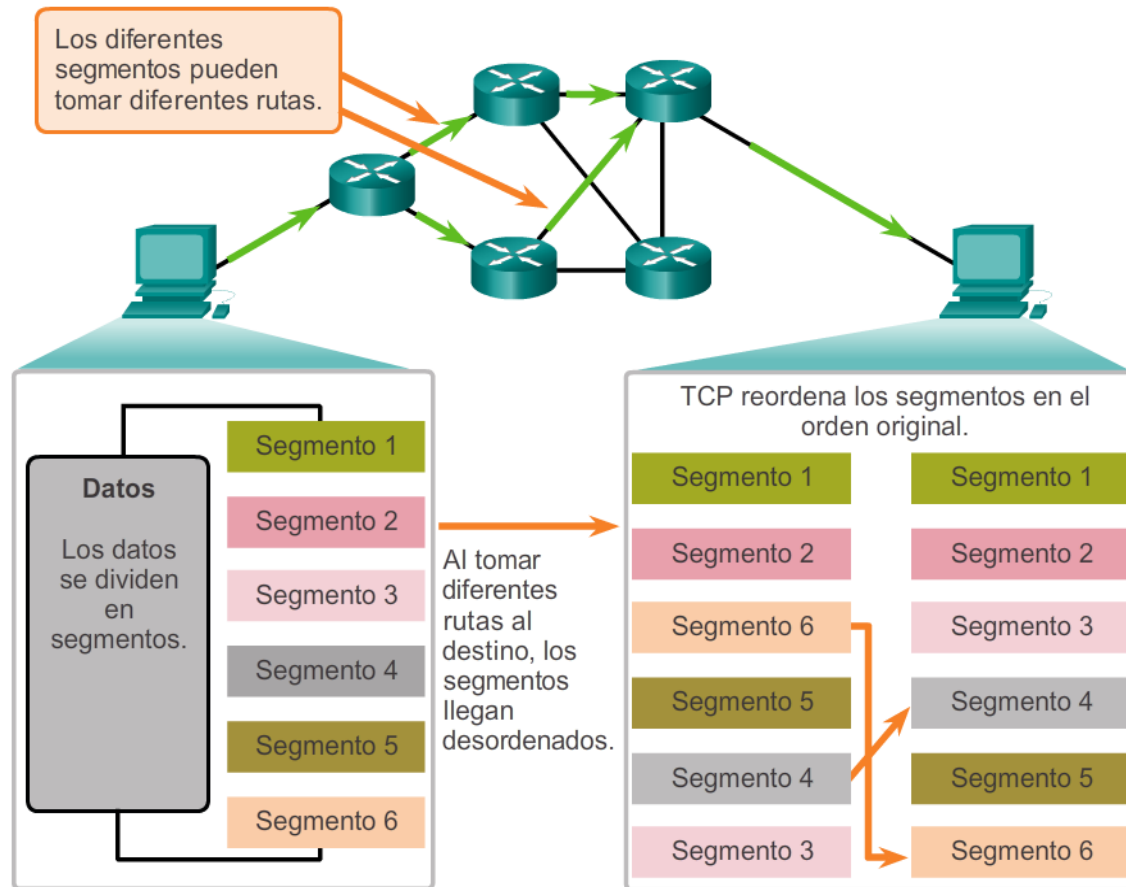 Los diferentes
segmentos pueden
tomar diferentes rutas.
Datos
Los datos
se dividen
en
segmentos.
Segmento 1
Segmento 2
Segmento 3
Segmento 4
Segmento 5
Segmento 6
Al tomar
diferentes
rutas al
destino, los
segmentos
llegan
desordenados.
TCP reordena los segmentos en el
orden original.
Segmento 1
Segmento 2
Segmento 6
Segmento 5
Segmento 4
Segmento 3
Segmento 1
Segmento 2
Segmento 3
Segmento 4
Segmento 5
Segmento 6